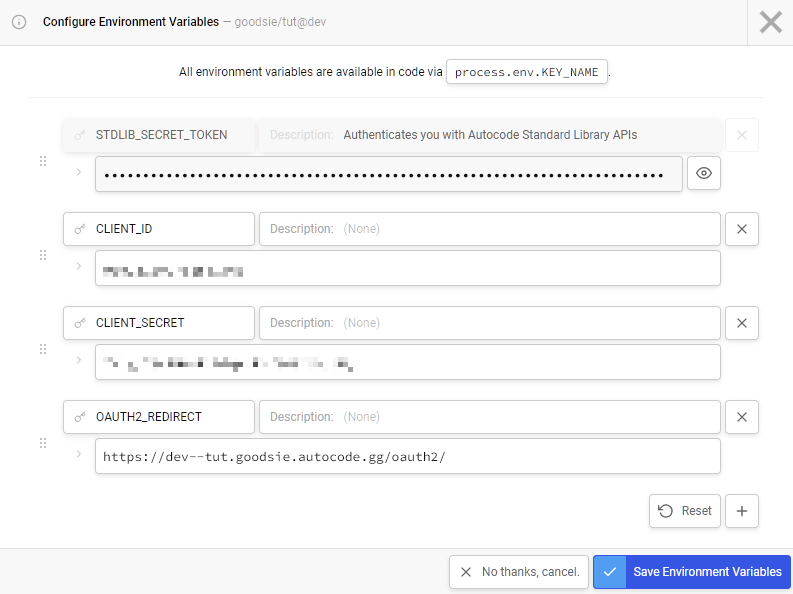 Configure Environment Variables — goodsie/tut@dev
All environment variables are available in code via process.env.KEY_NAME.
STDLIB_SECRET_TOKEN Description: Authenticates you with Autocode Standard Library APIs
CLIENT_ID Description: (None)
CLIENT_SECRET Description: (None)
OAUTH2_REDIRECT Description: (None)
https://dev--tut.goodsie.autocode.gg/oauth2/
Reset
No thanks, cancel. Save Environment Variables